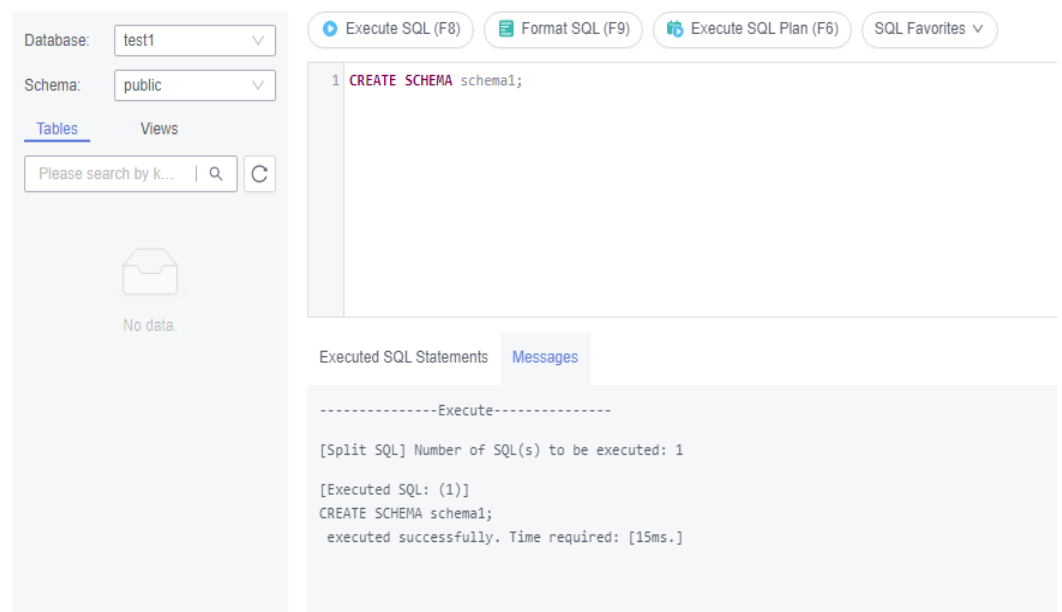 Database: test1
Schema: public
Tables Views
Please search by k...
No data.
Execute SQL (F8) Format SQL (F9) Execute SQL Plan (F6) SQL Favorites
1 CREATE SCHEMA schema1;
Executed SQL Statements Messages
---------------Execute---------------
[Split SQL] Number of SQL(s) to be executed: 1
[Executed SQL: (1)]
CREATE SCHEMA schema1;
executed successfully. Time required: [15ms.]